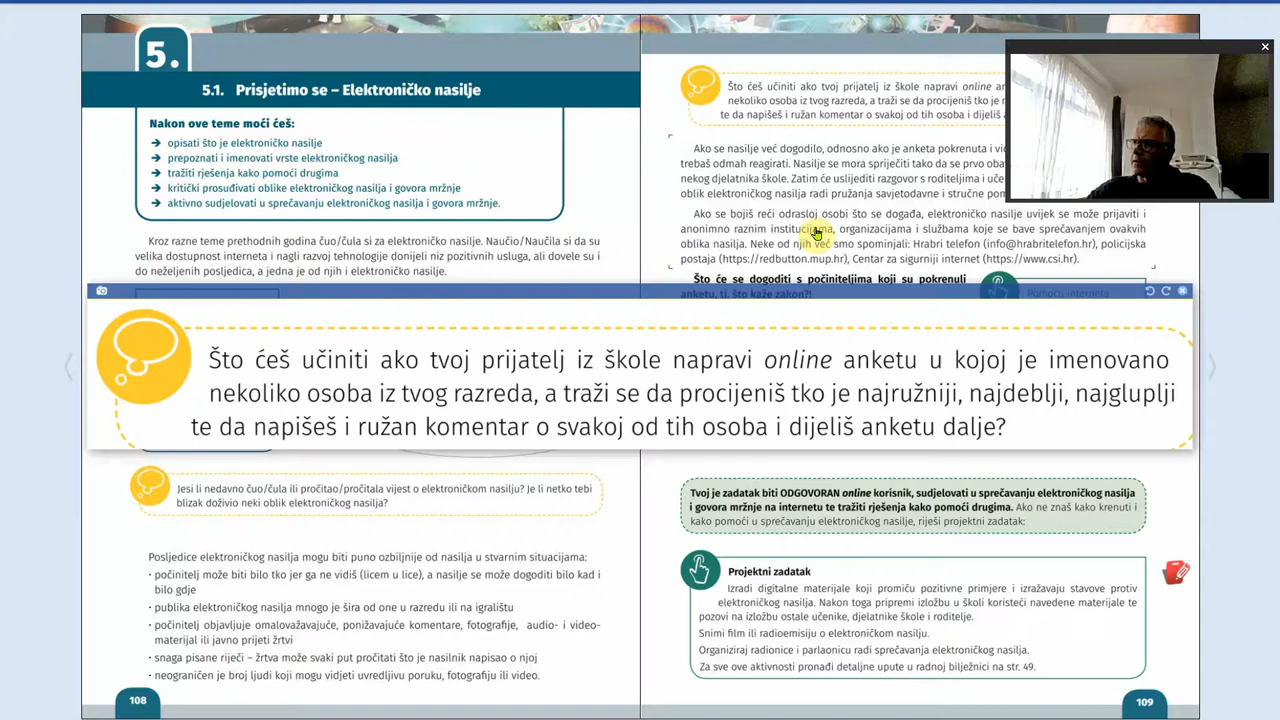 5.
5.1. Prisjetimo se – Elektroničko nasilje
Nakon ove teme moći ćeš:
→ opisati što je elektroničko nasilje
→ prepoznati i imenovati vrste elektroničkog nasilja
→ tražiti rješenja kako pomoći drugima
→ kritički prosuđivati oblike elektroničkog nasilja i govora mržnje
→ aktivno sudjelovati u sprečavanju elektroničkog nasilja i govora mržnje.
Kroz razne teme prethodnih godina čuo/čula si za elektroničko nasilje. Naučio/Naučila si da su
velika dostupnost interneta i nagli razvoj tehnologije donijeli niz pozitivnih usluga, ali dovele su i
do neželjenih posljedica, a jedna je od njih i elektroničko nasilje.
Što ćeš učiniti ako tvoj prijatelj iz škole napravi online anketu u kojoj je imenovano
nekoliko osoba iz tvog razreda, a traži se da procijeniš tko je najružniji, najdeblji, najgluplji
te da napišeš i ružan komentar o svakoj od tih osoba i dijeliš anketu dalje?
Jesi li nedavno čuo/čula ili pročitao/pročitala vijest o elektroničkom nasilju? Je li netko tebi
blizak doživio neki oblik elektroničkog nasilja?
Posljedice elektroničkog nasilja mogu biti puno ozbiljnije od nasilja u stvarnim situacijama:
· počinitelj može biti bilo tko jer ga ne vidiš (licem u lice), a nasilje se može dogoditi bilo kad i
bilo gdje
· publika elektroničkog nasilja mnogo je šira od one u razredu ili na igralištu
· počinitelj objavljuje omalovažavajuće, ponižavajuće komentare, fotografije, audio- i video-
materijal ili javno prijeti žrtvi
· snaga pisane riječi – žrtva može svaki put pročitati što je nasilnik napisao o njoj
· neograničen je broj ljudi koji mogu vidjeti uvredljivu poruku, fotografiju ili video.
108
Što ćeš učiniti ako tvoj prijatelj iz škole napravi online
nekoliko osoba iz tvog razreda, a traži se da procijeniš tko je
te da napišeš i ružan komentar o svakoj od tih osoba i dijeliš
Ako se nasilje već dogodilo, odnosno ako je anketa pokrenuta i
trebaš odmah reagirati. Nasilje se mora spriječiti tako da se prvo
nekog djelatnika škole. Zatim će uslijediti razgovor s roditeljima i
oblik elektroničkog nasilja radi pružanja savjetodavne i stručne
Ako se bojiš reći odrasloj osobi što se događa, elektroničko nasilje uvijek se može prijaviti i
anonimno raznim institucijama, organizacijama i službama koje se bave sprečavanjem ovakvih
oblika nasilja. Neke od njih već smo spominjali: Hrabri telefon (info@hrabritelefon.hr), policijska
postaja (https://redbutton.mup.hr), Centar za sigurniji internet (https://www.csi.hr).
Što će se dogoditi s počiniteljima koji su pokrenuli
anketu, ti, što kaže zakon?!
Pomoću interneta
Tvoj je zadatak biti ODGOVORAN online korisnik, sudjelovati u sprečavanju elektroničkog nasilja
i govora mržnje na internetu te tražiti rješenja kako pomoći drugima. Ako ne znaš kako krenuti i
kako pomoći u sprečavanju elektroničkog nasilje, riješi projektni zadatak:
Projektni zadatak
Izradi digitalne materijale koji promiču pozitivne primjere i izražavaju stavove protiv
elektroničkog nasilja. Nakon toga pripremi izložbu u školi koristeći navedene materijale te
pozovi na izložbu ostale učenike, djelatnike škole i roditelje.
Snimi film ili radioemisiju o elektroničkom nasilju.
Organiziraj radionice i parlaonicu radi sprečavanja elektroničkog nasilja.
Za sve ove aktivnosti pronađi detaljne upute u radnoj bilježnici na str. 49.
109